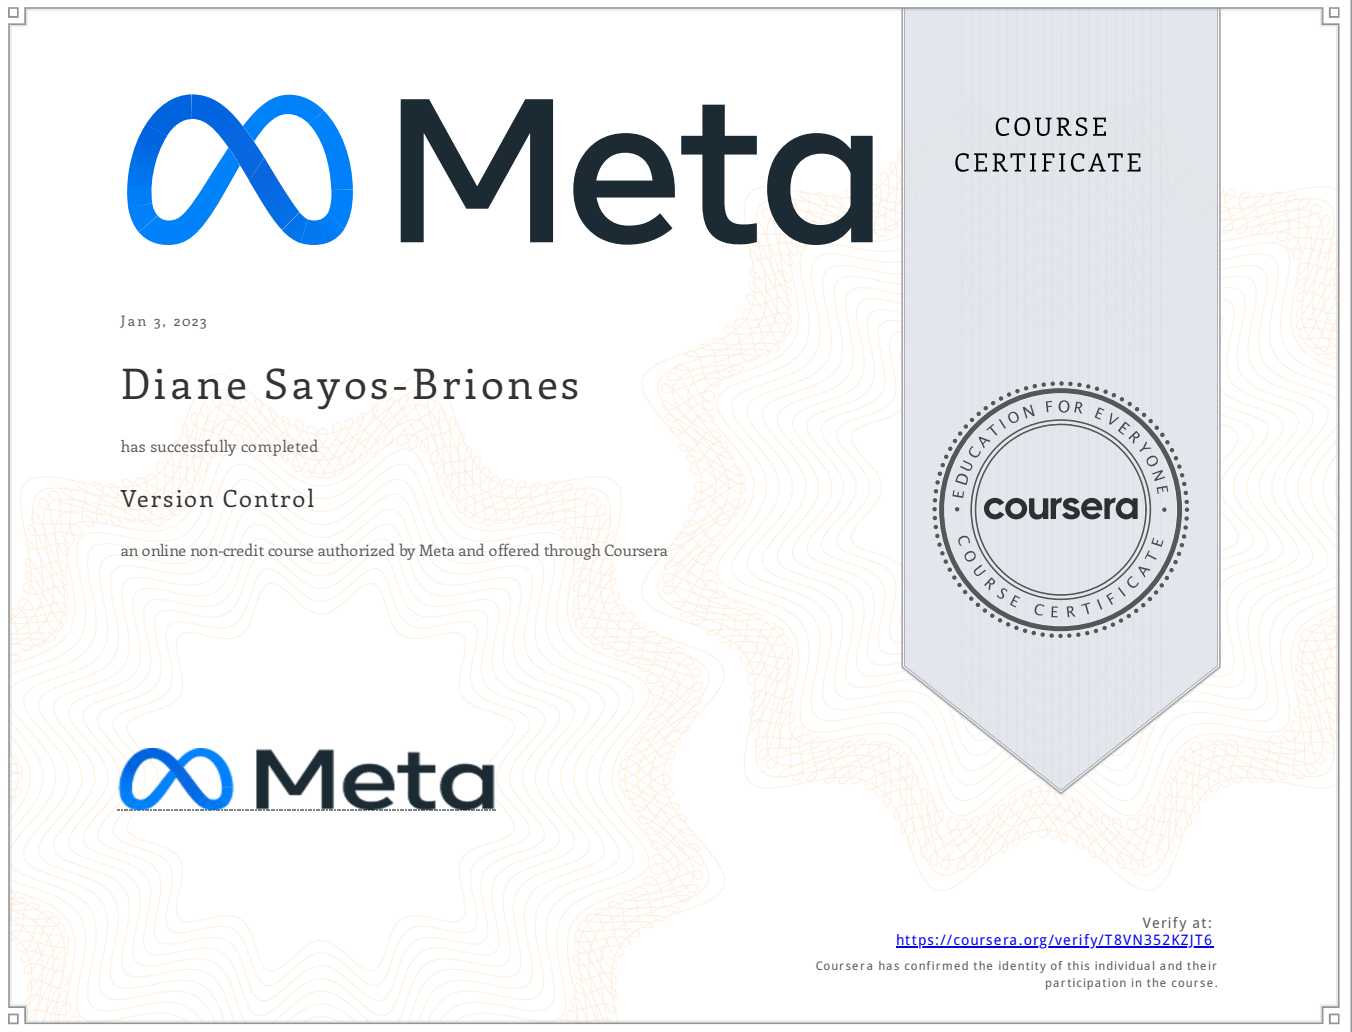 Meta
COURSE
CERTIFICATE
Jan 3, 2023
Diane Sayos-Briones
has successfully completed
Version Control
an online non-credit course authorized by Meta and offered through Coursera
EDUCATION FOR EVERYONE
coursera
COURSE CERTIFICATE
Meta
Verify at:
https://coursera.org/verify/T8VN352KZJT6
Coursera has confirmed the identity of this individual and their
participation in the course.